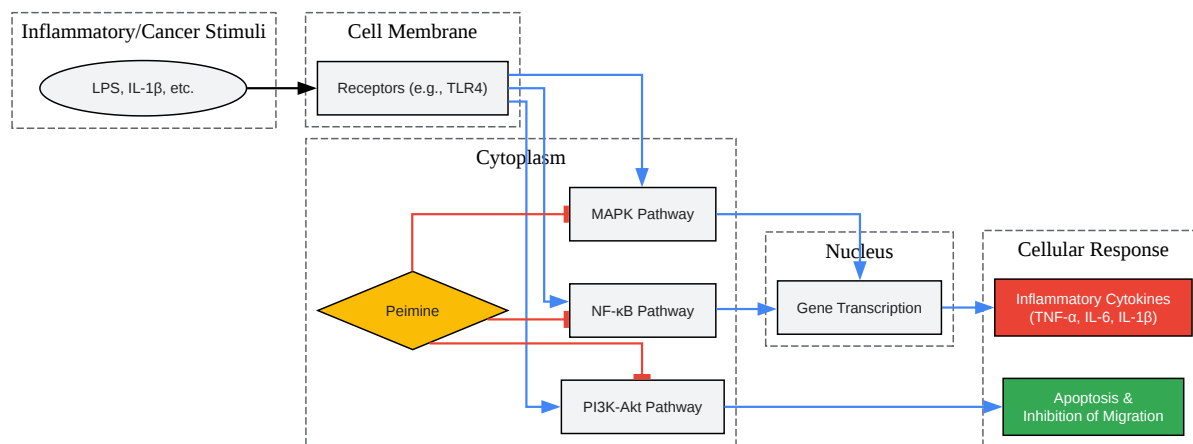 Inflammatory/Cancer Stimuli
LPS, IL-1β, etc.
Cell Membrane
Receptors (e.g., TLR4)
Cytoplasm
MAPK Pathway
Peimine
NF-κB Pathway
PI3K-Akt Pathway
Nucleus
Gene Transcription
Cellular Response
Inflammatory Cytokines
(TNF-α, IL-6, IL-1β)
Apoptosis &
Inhibition of Migration